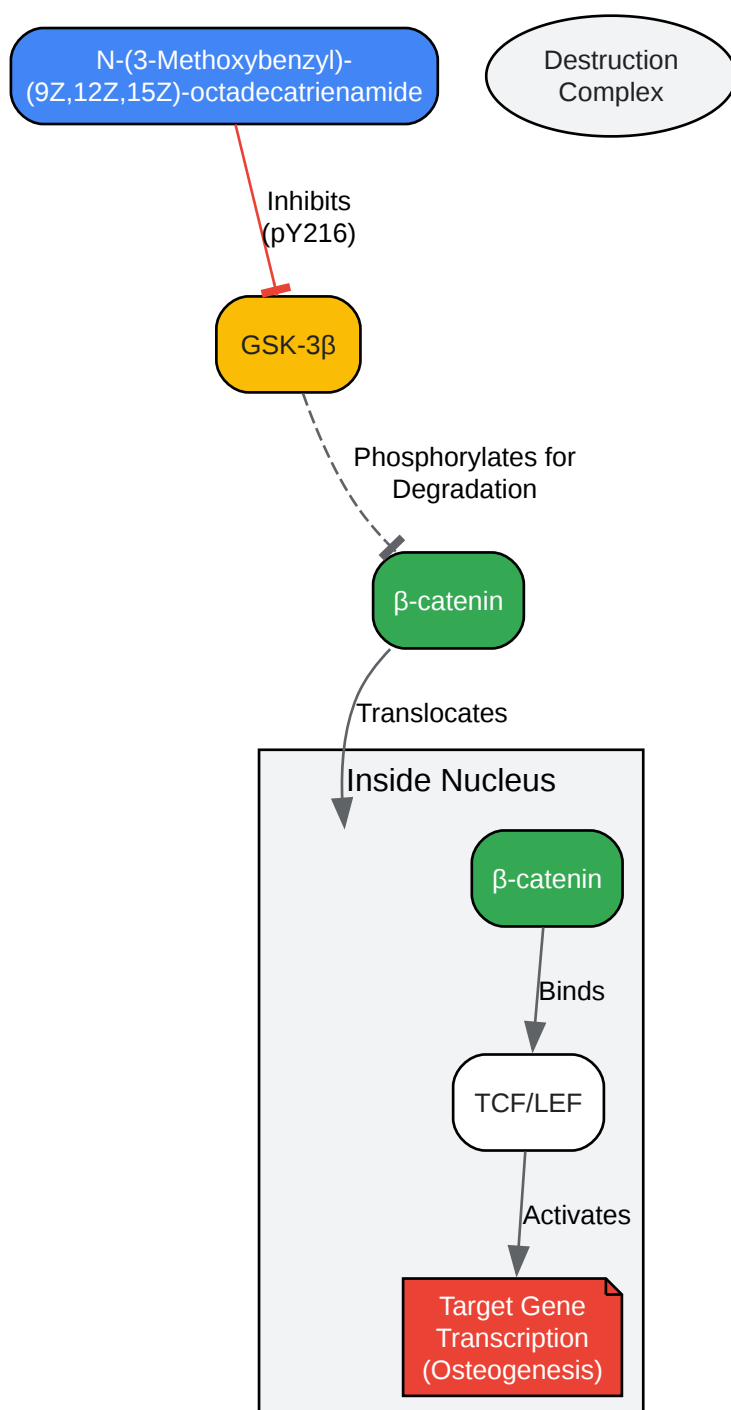 N-(3-Methoxybenzyl)-
(9Z,12Z,15Z)-octadecatrienamide
Destruction
Complex
Inhibits
(pY216)
GSK-3β
Phosphorylates for
Degradation
β-catenin
Translocates
Inside Nucleus
β-catenin
Binds
TCF/LEF
Activates
Target Gene
Transcription
(Osteogenesis)